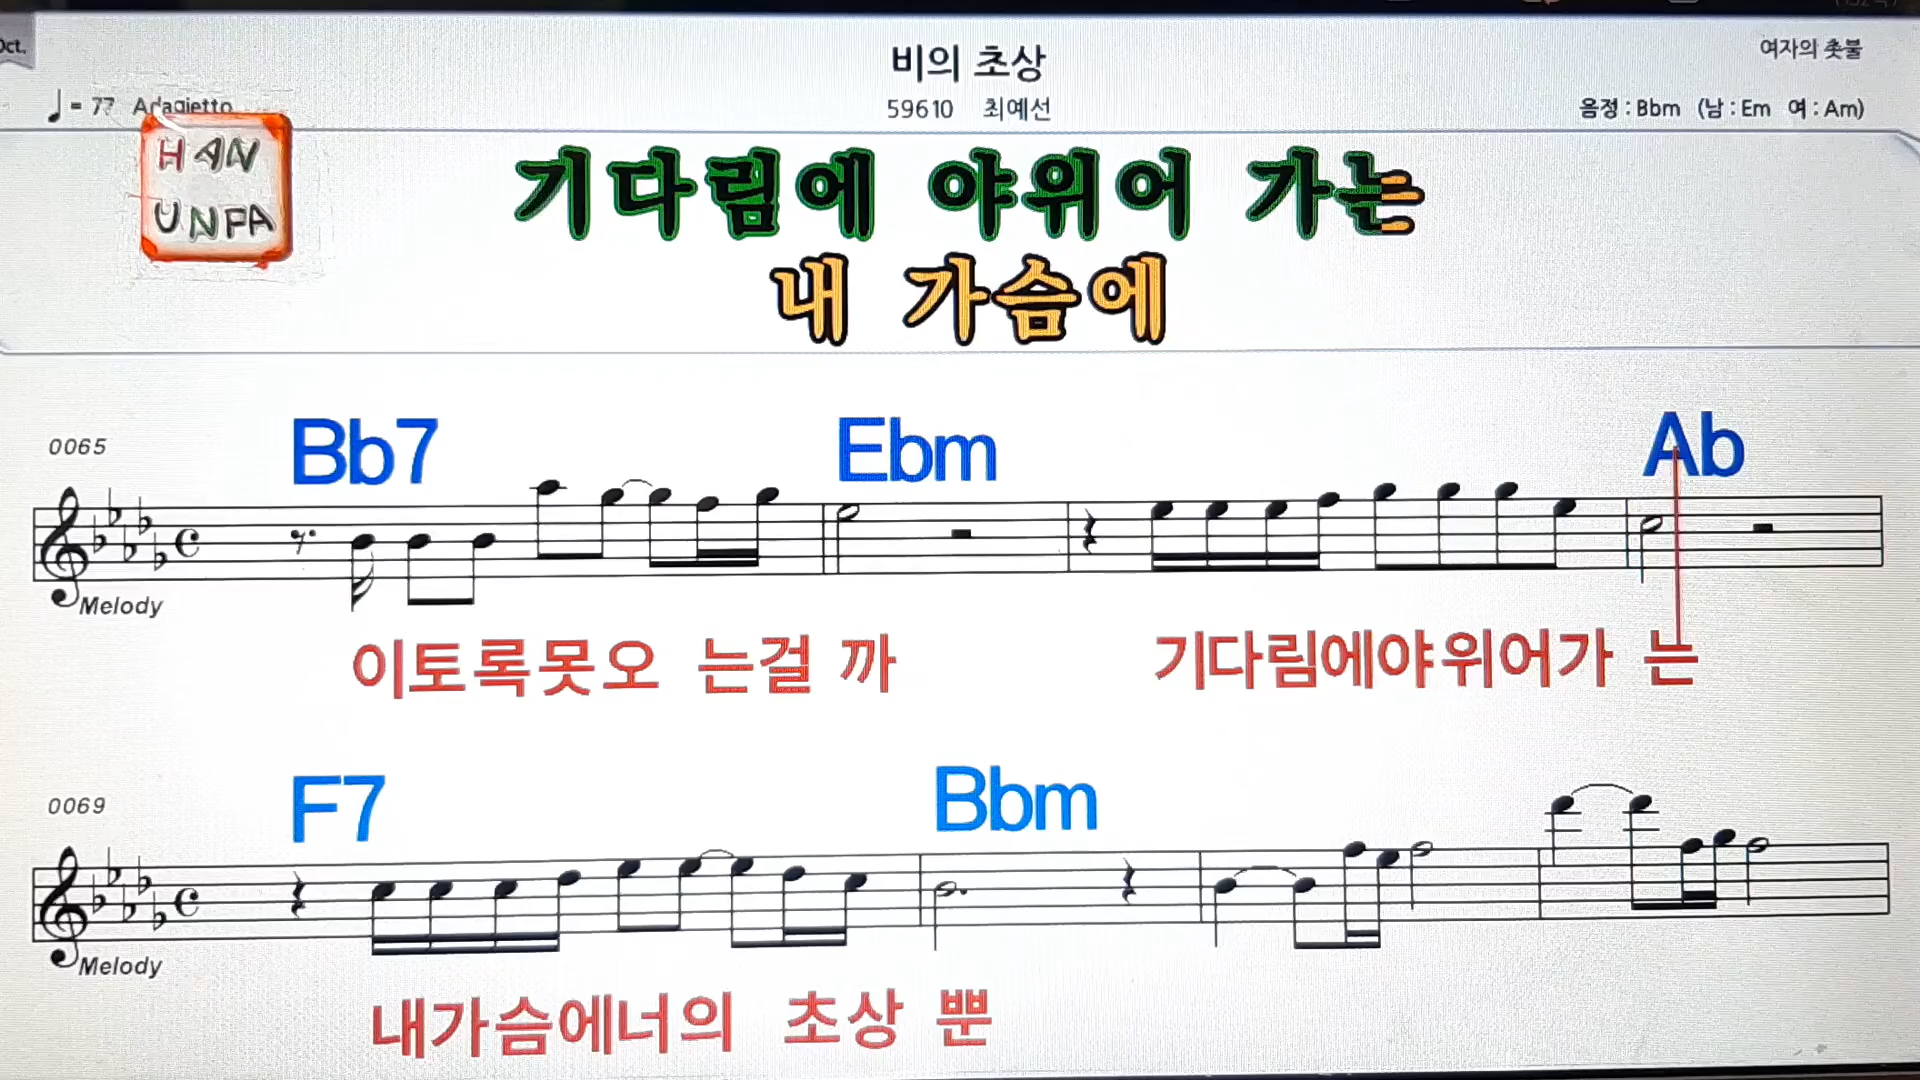 Oct.
비의 초상
여자의 촛불
= 77 Adagietto
59610 최예선
음정 : Bbm (남 : Em 여 : Am)
HAN
UNFA
기다림에 야위어 가는
내 가슴에
0065
Bb7 Ebm Ab
Melody
이토록못오 는걸 까 기다림에야위어가 는
0069
F7 Bbm
Melody
내가슴에너의 초상 뿐